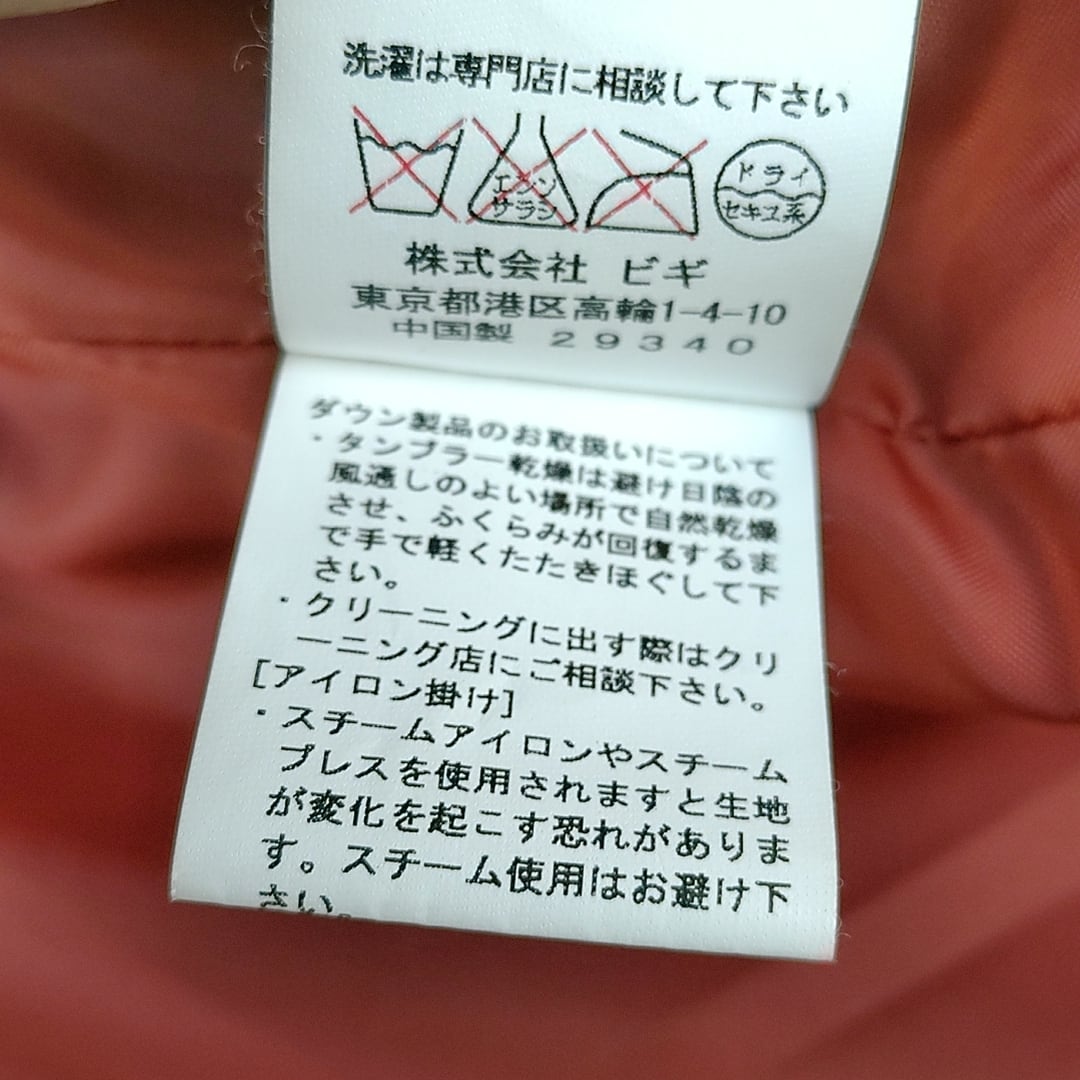 洗濯は専門店に相談して下さい
エンソ
サラシ
ドライ
セキユ系
株式会社 ビギ
東京都港区高輪1-4-10
中国製 29340
ダウン製品のお取扱いについて
・タンブラー乾燥は避け日陰の
風通しのよい場所で自然乾燥
させ、ふくらみが回復するま
で手で軽くたたきほぐして下
さい。
・クリーニングに出す際はクリ
ーニング店にご相談下さい。
[アイロン掛け]
・スチームアイロンやスチーム
プレスを使用されますと生地
が変化を起こす恐れがありま
す。スチーム使用はお避け下
さい。